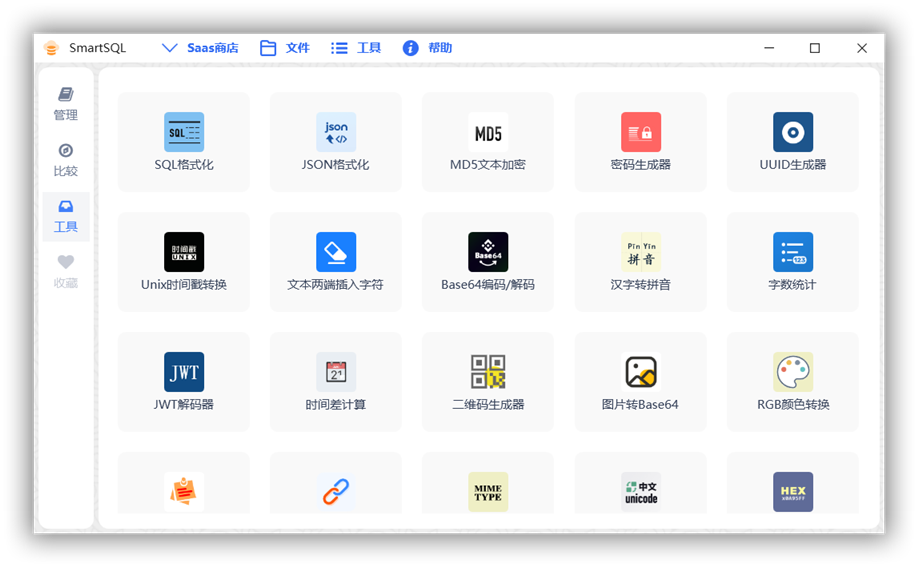 SmartSQL Saas商店 文件 工具 帮助
管理
比较
工具
收藏
SQL
SQL格式化
json
JSON格式化
MD5
MD5文本加密
密码生成器
UUID生成器
时间戳
UNIX
Unix时间戳转换
文本两端插入字符
Base64
Base64编码/解码
Pin Yin
拼音
汉字转拼音
123
字数统计
JWT
JWT解码器
21
时间差计算
二维码生成器
图片转Base64
RGB颜色转换
MIME
TYPE
中文
unicode
HEX